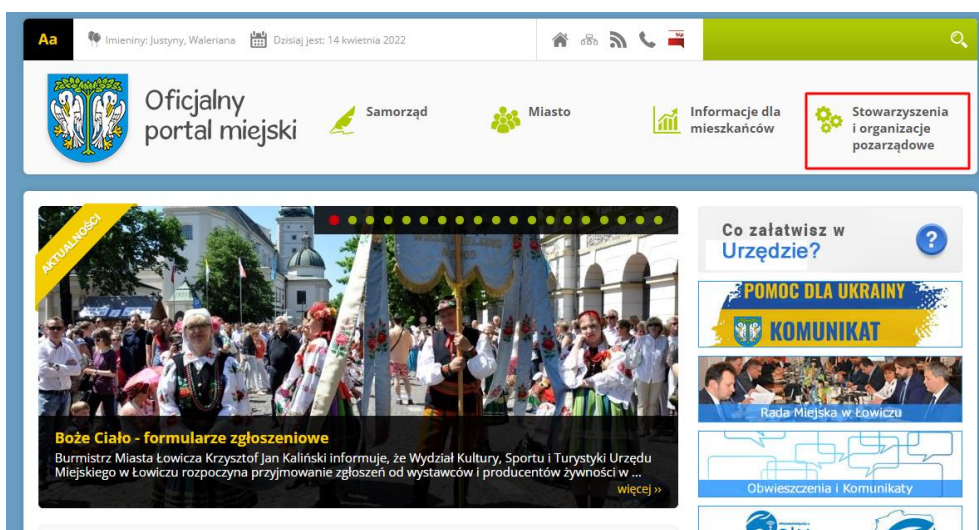 Aa
Imieniny: Justyny, Waleriana
Dzisiaj jest: 14 kwietnia 2022
bip
Oficjalny
portal miejski
Samorząd
Miasto
Informacje dla
mieszkańców
Stowarzyszenia
i organizacje
pozarządowe
AKTUALNOŚCI
Boże Ciało - formularze zgłoszeniowe
Burmistrz Miasta Łowicza Krzysztof Jan Kaliński informuje, że Wydział Kultury, Sportu i Turystyki Urzędu
Miejskiego w Łowiczu rozpoczyna przyjmowanie zgłoszeń od wystawców i producentów żywności w ...
więcej ››
Co załatwisz w
Urzędzie?
?
POMOC DLA UKRAINY
KOMUNIKAT
Rada Miejska w Łowiczu
Obwieszczenia i Komunikaty